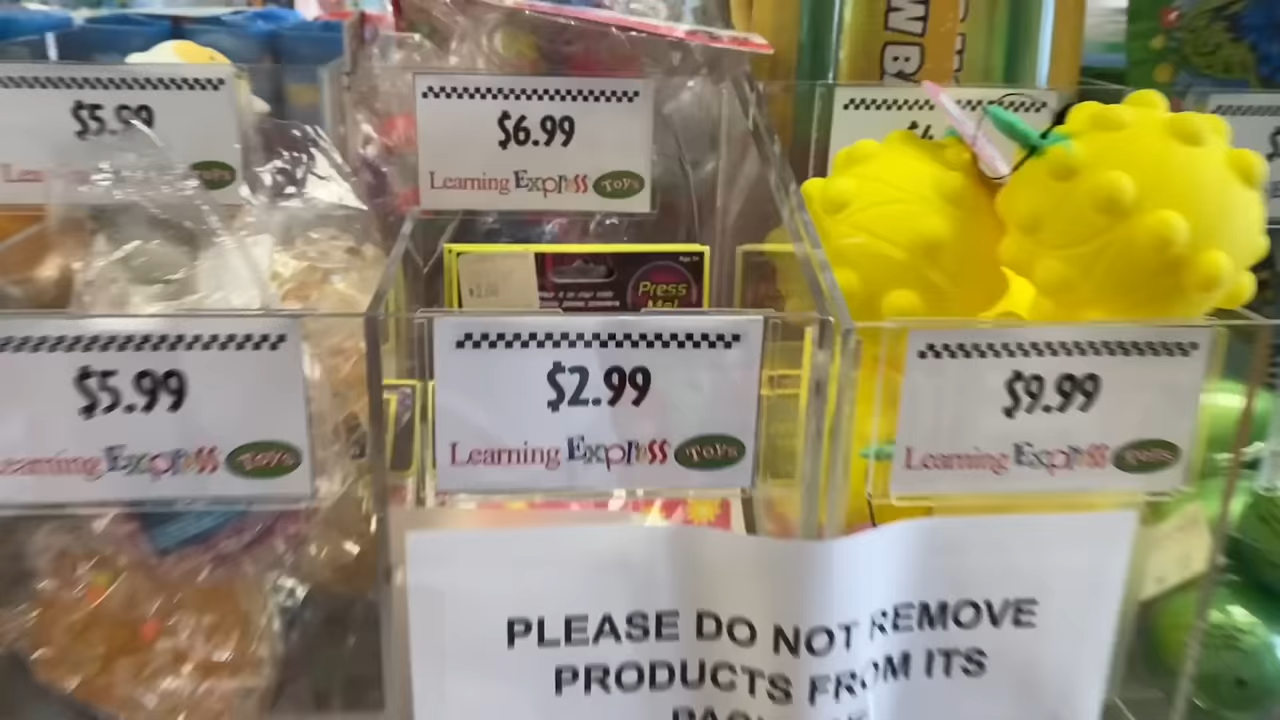 $5.99
$6.99
Learning Express Toys
Press
Me!
$5.99
Learning Express Toys
$2.99
Learning Express Toys
$9.99
Learning Express Toys
PLEASE DO NOT REMOVE
PRODUCTS FROM ITS